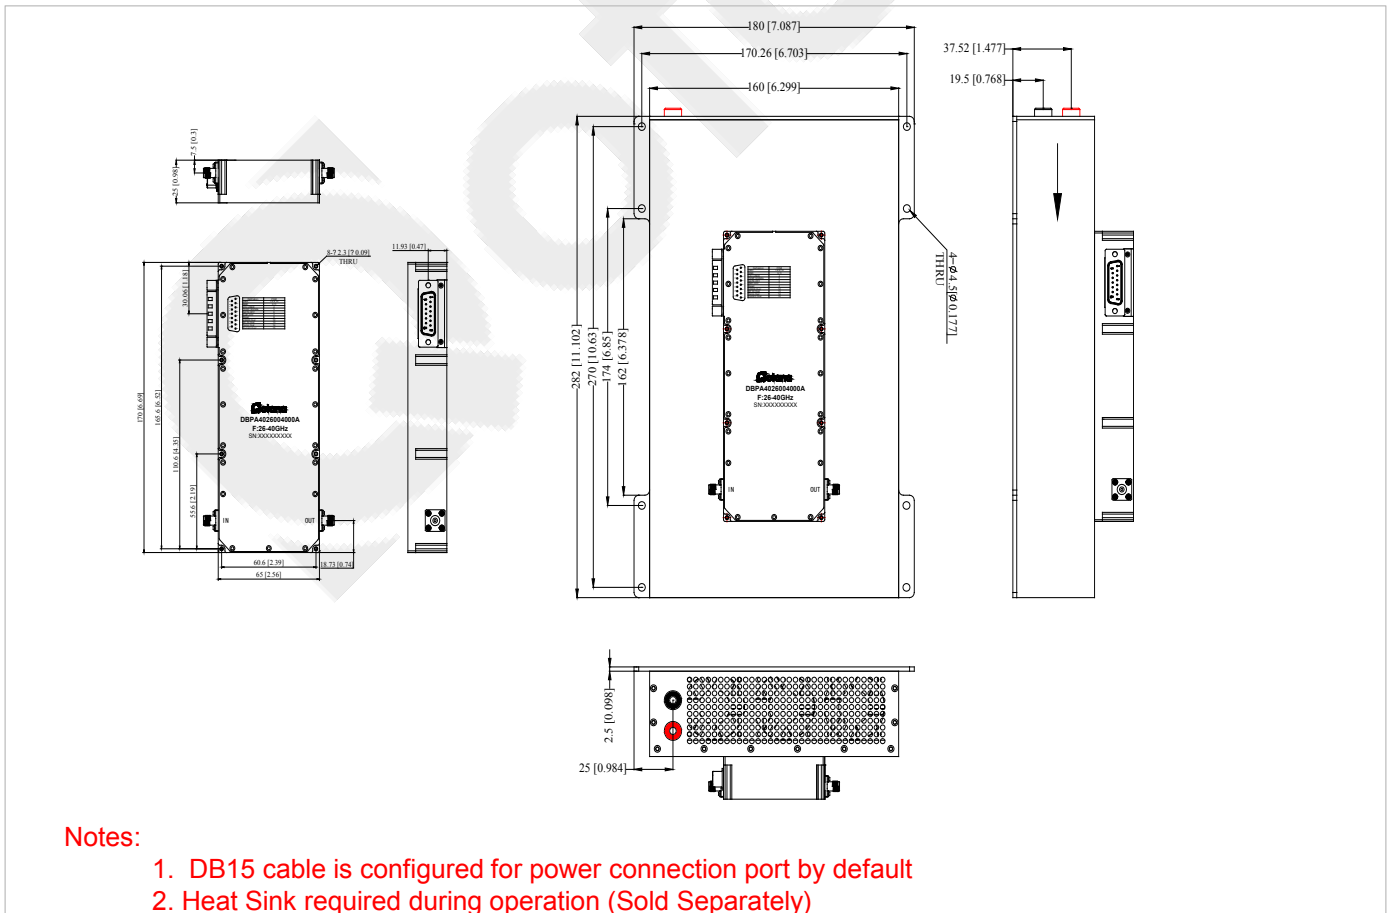 180 [7.087]
170.26 [6.703]
160 [6.299]
37.52 [1.477]
19.5 [0.768]
7.5 [0.3]
25 [0.98]
8-? 2.3 [? 0.09]
THRU
11.93 [0.47]
30.06 [1.18]
170 [6.69]
165.6 [6.52]
110.6 [4.35]
55.6 [2.19]
DBPA4026004000A
F:26-40GHz
SN:XXXXXXXXX
IN
OUT
60.6 [2.39]
18.73 [0.74]
65 [2.56]
282 [11.102]
270 [10.63]
174 [6.85]
162 [6.378]
4-Ø4.5[Ø0.177]
THRU
DBPA4026004000A
F:26-40GHz
SN:XXXXXXXXX
IN
OUT
2.5 [0.098]
25 [0.984]
Notes:
1. DB15 cable is configured for power connection port by default
2. Heat Sink required during operation (Sold Separately)